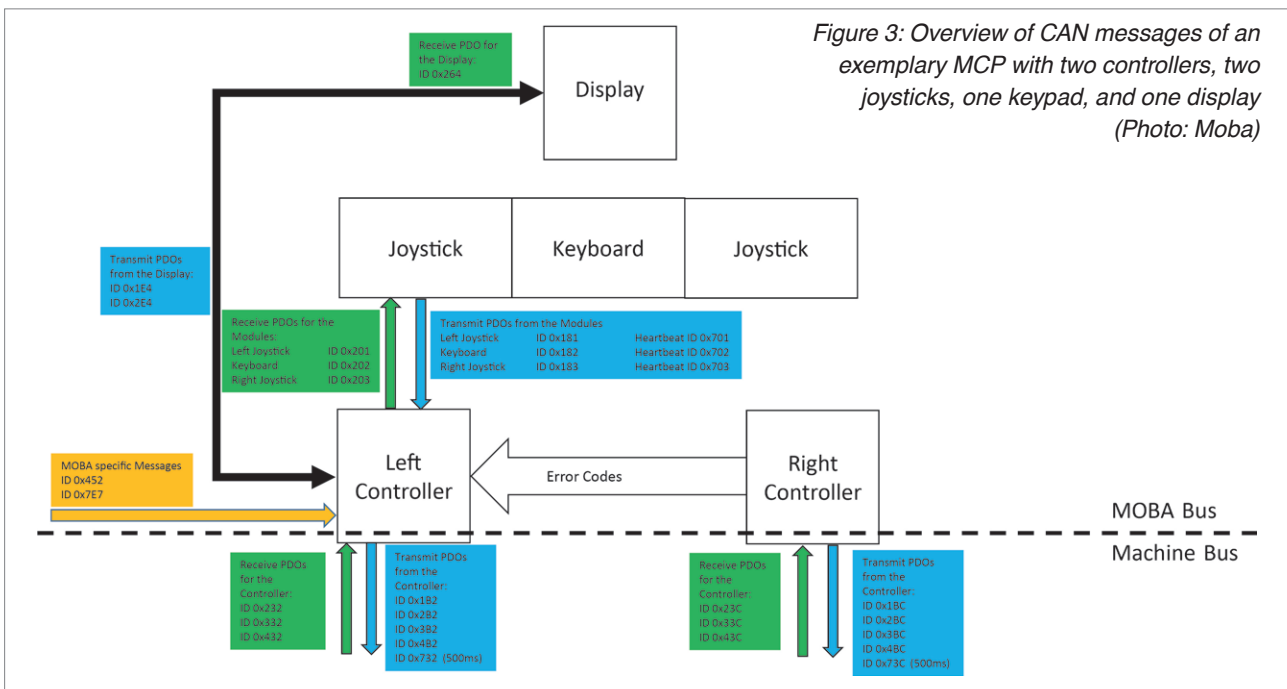 Figure 3: Overview of CAN messages of an
exemplary MCP with two controllers, two
joysticks, one keypad, and one display
(Photo: Moba)
Receive PDO for
the Display:
ID 0x264
Display
Transmit PDOs
from the Display:
ID 0x1E4
ID 0x2E4
Joystick
Keyboard
Joystick
Receive PDOs for the
Modules:
Left Joystick ID 0x201
Keyboard ID 0x202
Right Joystick ID 0x203
Transmit PDOs from the Modules
Left Joystick ID 0x181 Heartbeat ID 0x701
Keyboard ID 0x182 Heartbeat ID 0x702
Right Joystick ID 0x183 Heartbeat ID 0x703
MOBA specific Messages
ID 0x452
ID 0x7E7
Left
Controller
Error Codes
Right
Controller
MOBA Bus
Machine Bus
Receive PDOs
for the
Controller:
ID 0x232
ID 0x332
ID 0x432
Transmit PDOs
from the
Controller:
ID 0x1B2
ID 0x2B2
ID 0x3B2
ID 0x4B2
ID 0x732 (500ms)
Receive PDOs
for the
Controller:
ID 0x23C
ID 0x33C
ID 0x43C
Transmit PDOs
from the
Controller:
ID 0x1BC
ID 0x2BC
ID 0x3BC
ID 0x4BC
ID 0x73C (500ms)